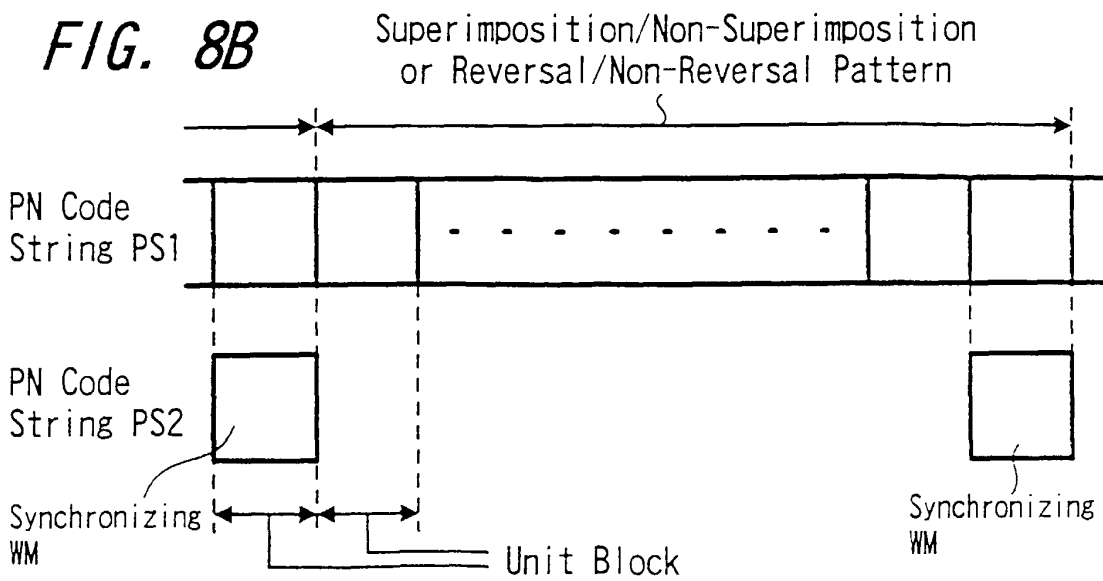 FIG. 8B
Superimposition/Non-Superimposition
or Reversal/Non-Reversal Pattern
PN Code
String PS1
PN Code
String PS2
Synchronizing
WM
Unit Block
Synchronizing
WM